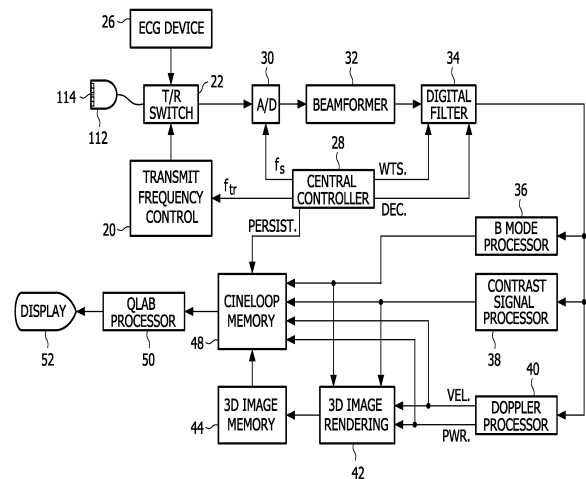 26
ECG DEVICE
114
112
T/R
SWITCH
22
30
A/D
32
BEAMFORMER
34
DIGITAL
FILTER
TRANSMIT
FREQUENCY
CONTROL
20
fs
ftr
28
CENTRAL
CONTROLLER
WTS.
DEC.
PERSIST.
36
B MODE
PROCESSOR
DISPLAY
52
QLAB
PROCESSOR
50
CINELOOP
MEMORY
48
CONTRAST
SIGNAL
PROCESSOR
38
3D IMAGE
MEMORY
44
3D IMAGE
RENDERING
42
VEL.
PWR.
40
DOPPLER
PROCESSOR